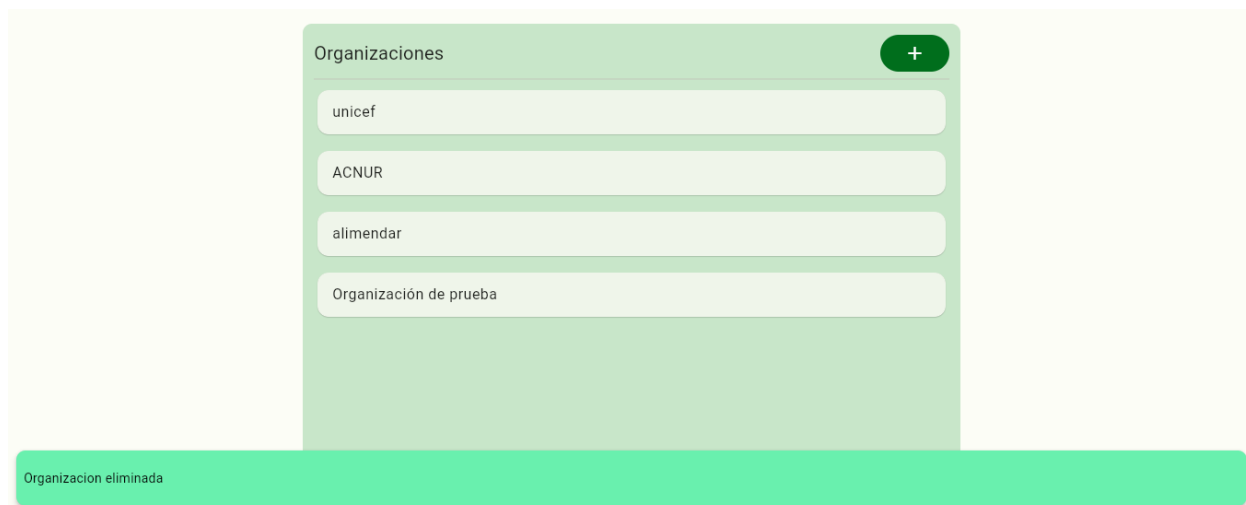 Organizaciones
+
unicef
ACNUR
alimendar
Organización de prueba
Organizacion eliminada